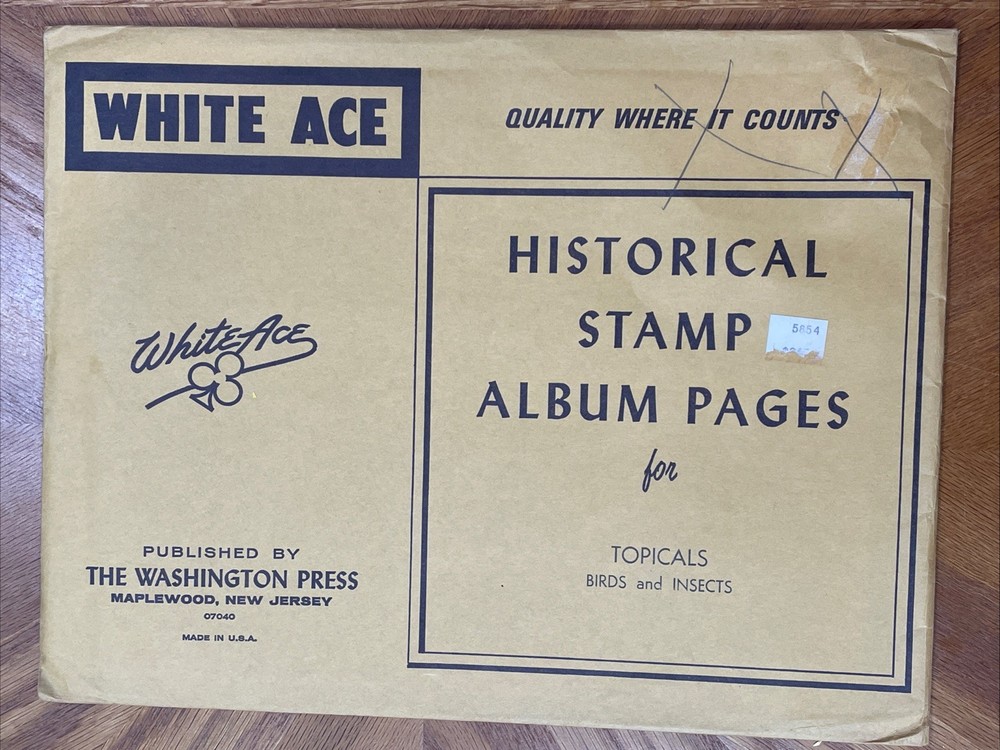 WHITE ACE
QUALITY WHERE IT COUNTS
White Ace
HISTORICAL
STAMP
5854
ALBUM PAGES
for
TOPICALS
BIRDS and INSECTS
PUBLISHED BY
THE WASHINGTON PRESS
MAPLEWOOD, NEW JERSEY
07040
MADE IN U.S.A.